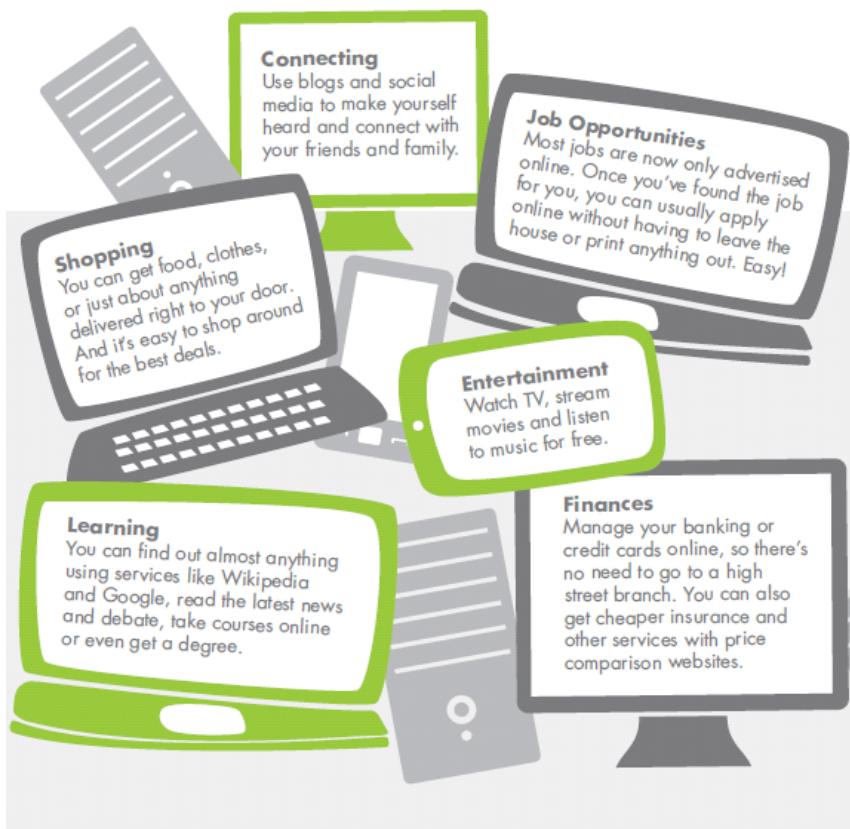 Connecting
Use blogs and social
media to make yourself
heard and connect with
your friends and family.
Job Opportunities
Most jobs are now only advertised
online. Once you've found the job
for you, you can usually apply
online without having to leave the
house or print anything out. Easy!
Shopping
You can get food, clothes,
or just about anything
delivered right to your door.
And it's easy to shop around
for the best deals.
Entertainment
Watch TV, stream
movies and listen
to music for free.
Learning
You can find out almost anything
using services like Wikipedia
and Google, read the latest news
and debate, take courses online
or even get a degree.
Finances
Manage your banking or
credit cards online, so there's
no need to go to a high
street branch. You can also
get cheaper insurance and
other services with price
comparison websites.